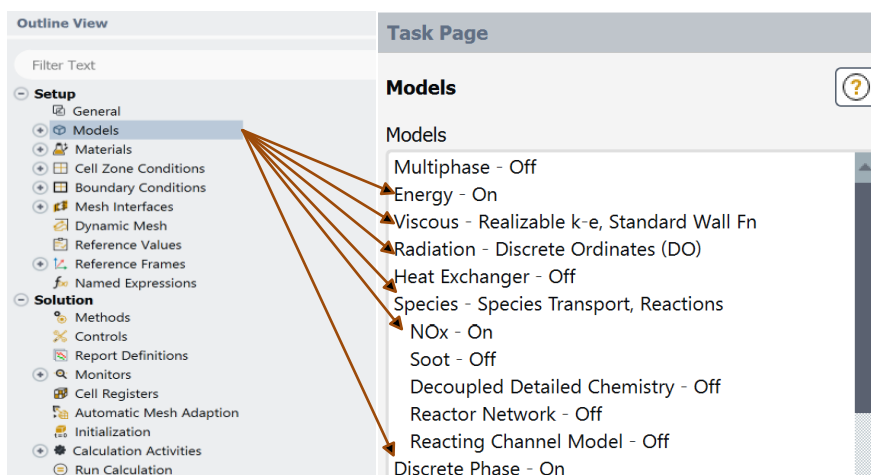 Outline View
Filter Text
Setup
General
Models
Materials
Cell Zone Conditions
Boundary Conditions
Mesh Interfaces
Dynamic Mesh
Reference Values
Reference Frames
Named Expressions
Solution
Methods
Controls
Report Definitions
Monitors
Cell Registers
Automatic Mesh Adaption
Initialization
Calculation Activities
Run Calculation
Task Page
Models
?
Models
Multiphase - Off
Energy - On
Viscous - Realizable k-e, Standard Wall Fn
Radiation - Discrete Ordinates (DO)
Heat Exchanger - Off
Species - Species Transport, Reactions
NOx - On
Soot - Off
Decoupled Detailed Chemistry - Off
Reactor Network - Off
Reacting Channel Model - Off
Discrete Phase - On